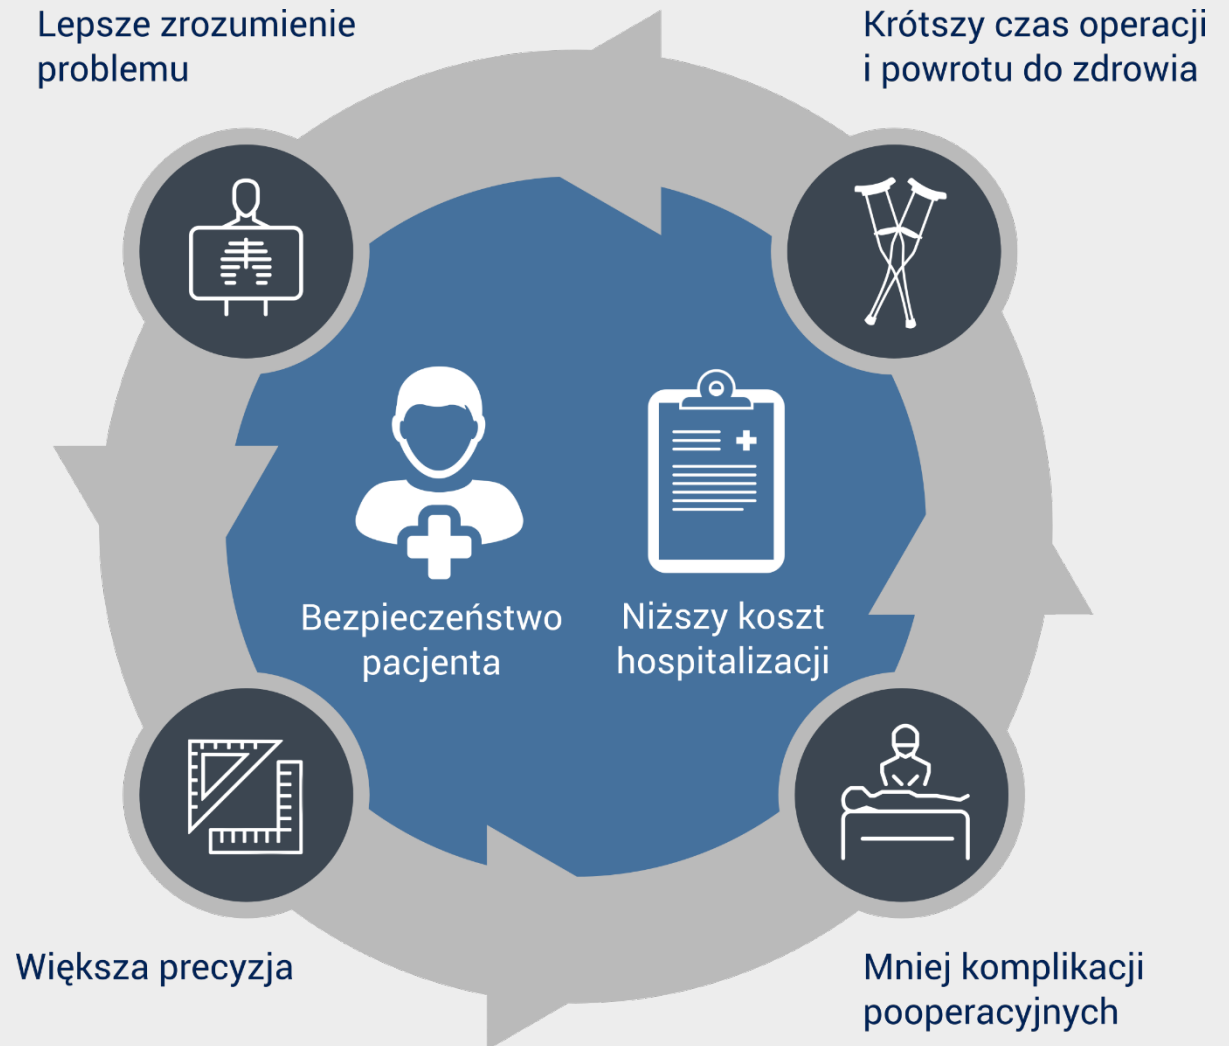 Lepsze zrozumienie
problemu
Krótszy czas operacji
i powrotu do zdrowia
Bezpieczeństwo
pacjenta
Niższy koszt
hospitalizacji
Większa precyzja
Mniej komplikacji
pooperacyjnych